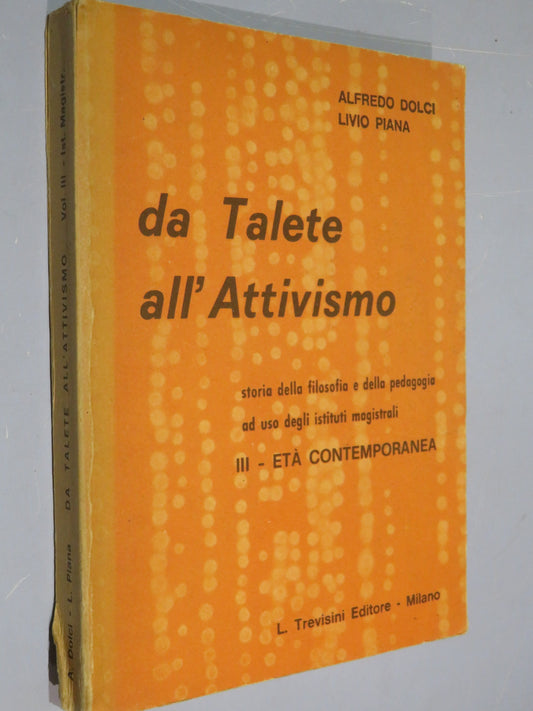 ALFREDO DOLCI
LIVIO PIANA
da Talete
all'Attivismo
storia della filosofia e della pedagogia
ad uso degli istituti magistrali
III - ETÀ CONTEMPORANEA
L. Trevisini Editore - Milano
A. Dolci - L. Piana DA TALETE ALL'ATTIVISMO Vol III - Ist. Magistr.